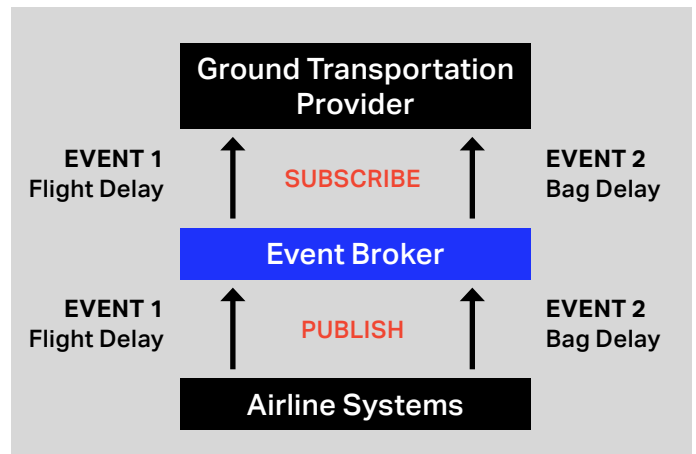 Ground Transportation
Provider
EVENT 1
Flight Delay
SUBSCRIBE
EVENT 2
Bag Delay
Event Broker
EVENT 1
Flight Delay
PUBLISH
EVENT 2
Bag Delay
Airline Systems